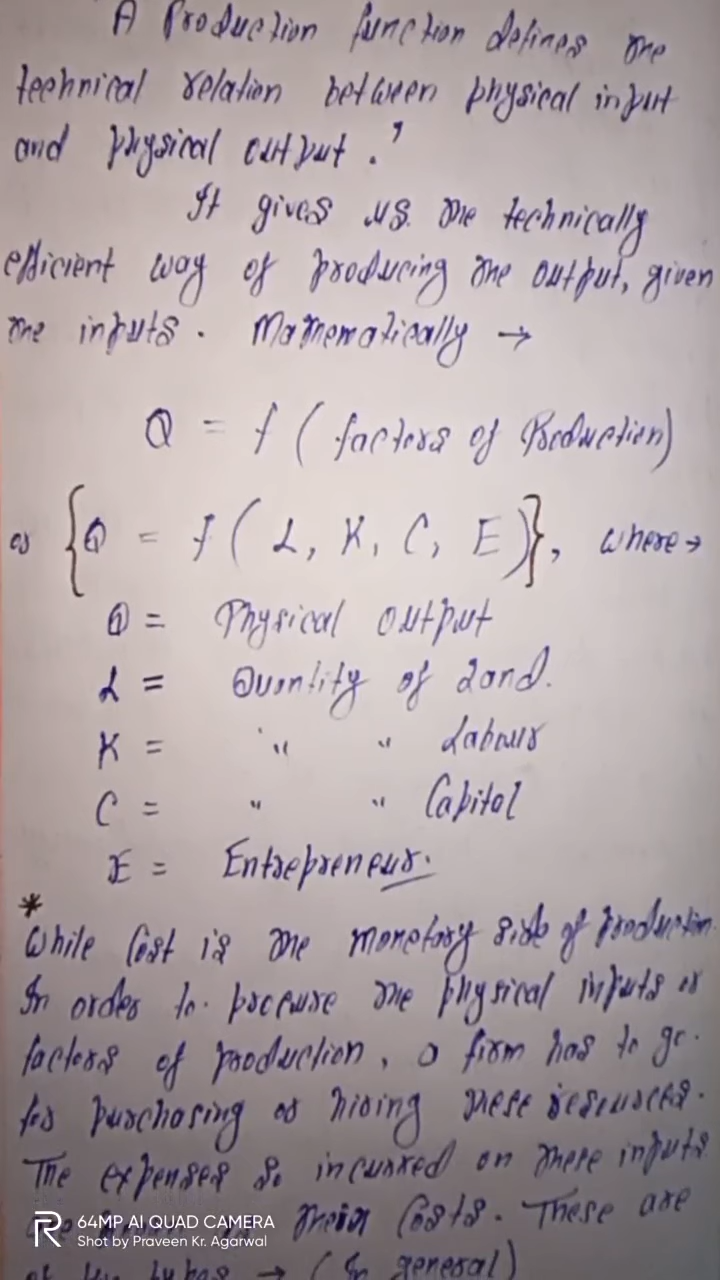 A Production function defines the
technical relation between physical input
and physical output.'
It gives us. the technically
efficient way of producing the output, given
the inputs. Mathematically →
Q = f ( factors of Production)
or {Q = f ( L, K, C, E )}, where →
Q = Physical output
L = Quantity of Land.
K = " " Labour
C = " " Capital
E = Entrepreneur.
*
While Cost is the monetary side of production.
In order to procure the physical inputs or
factors of production, a firm has to go.
for purchasing or hiring these resources.
The expenses so incurred on these inputs
their Costs. These are
of → (In general)
64MP AI QUAD CAMERA
Shot by Praveen Kr. Agarwal